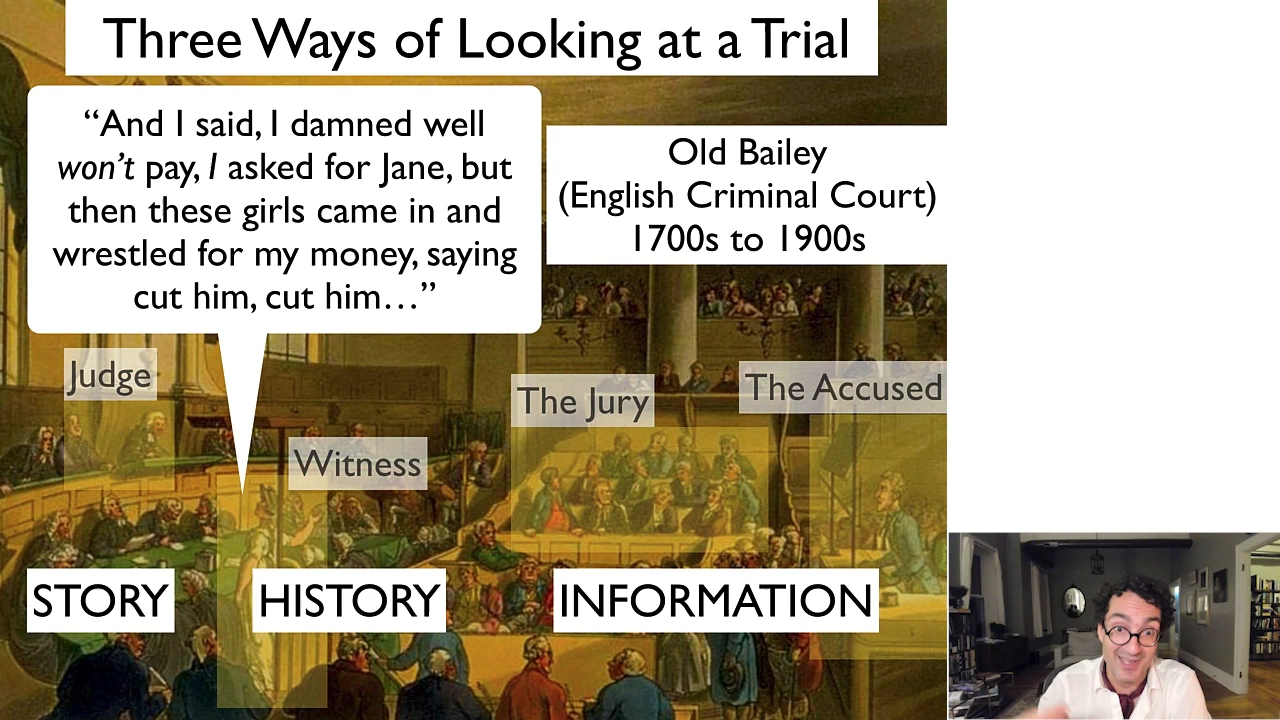 Three Ways of Looking at a Trial
“And I said, I damned well
won’t pay, I asked for Jane, but
then these girls came in and
wrestled for my money, saying
cut him, cut him…”
Old Bailey
(English Criminal Court)
1700s to 1900s
Judge
Witness
The Jury
The Accused
STORY
HISTORY
INFORMATION